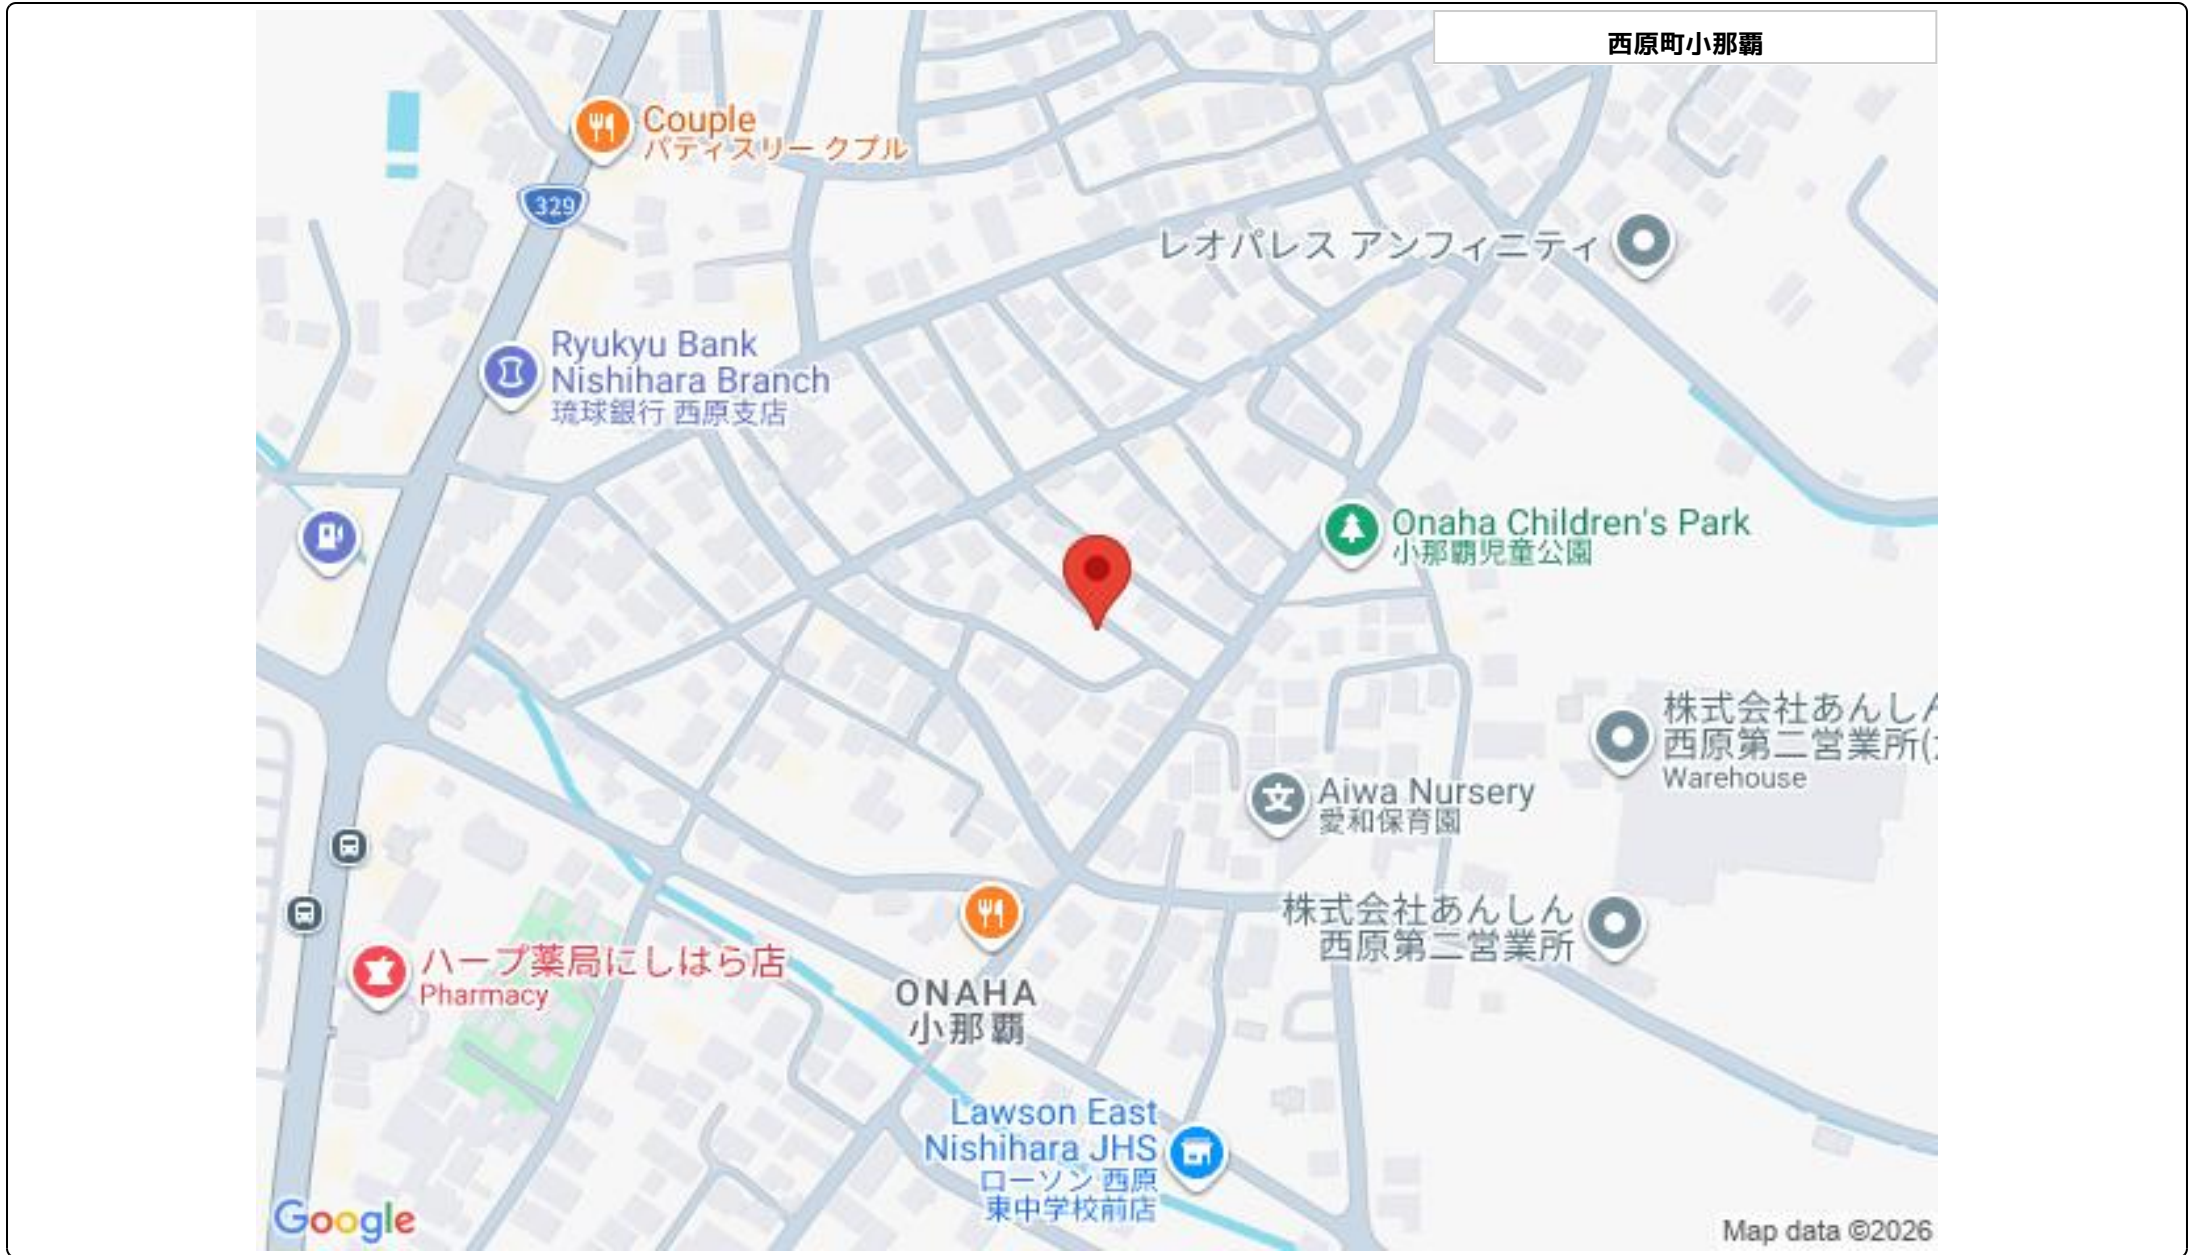 西原町小那覇
Couple
パティスリー クプル
329
レオパレス アンフィニティ
Ryukyu Bank
Nishihara Branch
琉球銀行 西原支店
Onaha Children's Park
小那覇児童公園
株式会社あんしん
西原第二営業所(
Warehouse
Aiwa Nursery
愛和保育園
株式会社あんしん
西原第二営業所
ハープ薬局にしはら店
Pharmacy
ONAHA
小那覇
Lawson East
Nishihara JHS
ローソン 西原
東中学校前店
Google
Map data ©2026